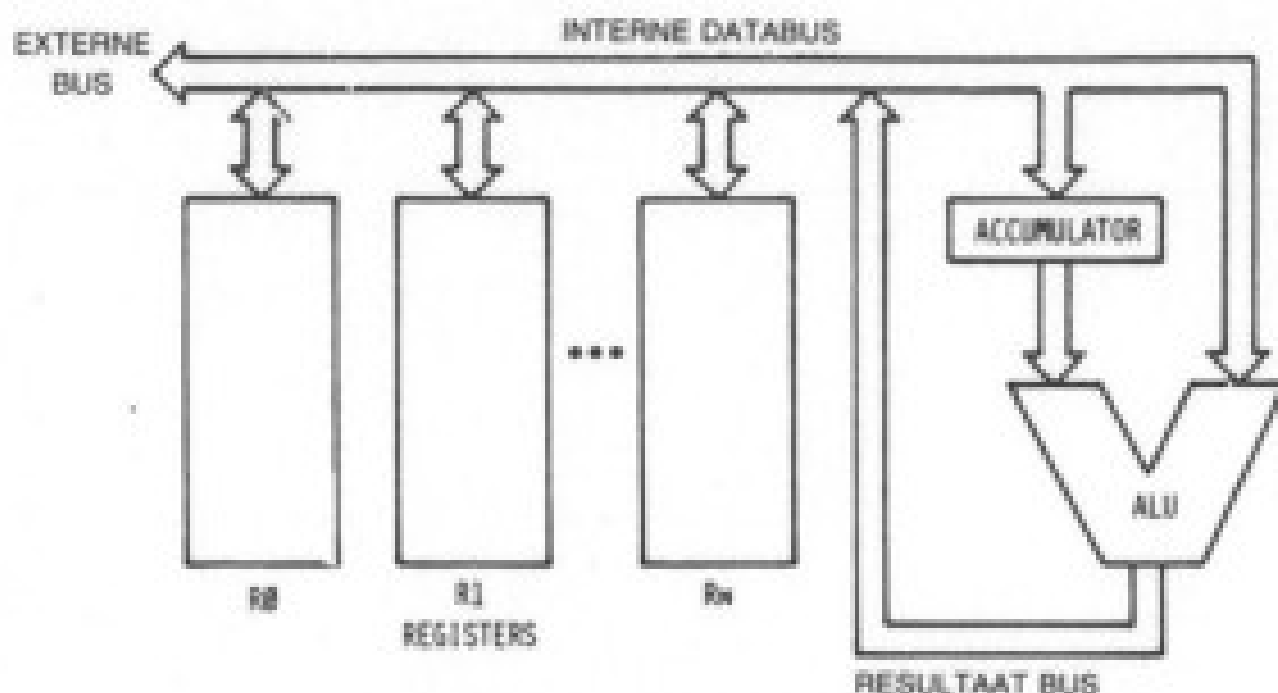 EXTERNE
BUS
INTERNE DATABUS
ACCUMULATOR
ALU
R0
R1
Rn
REGISTERS
RESULTAAT BUS